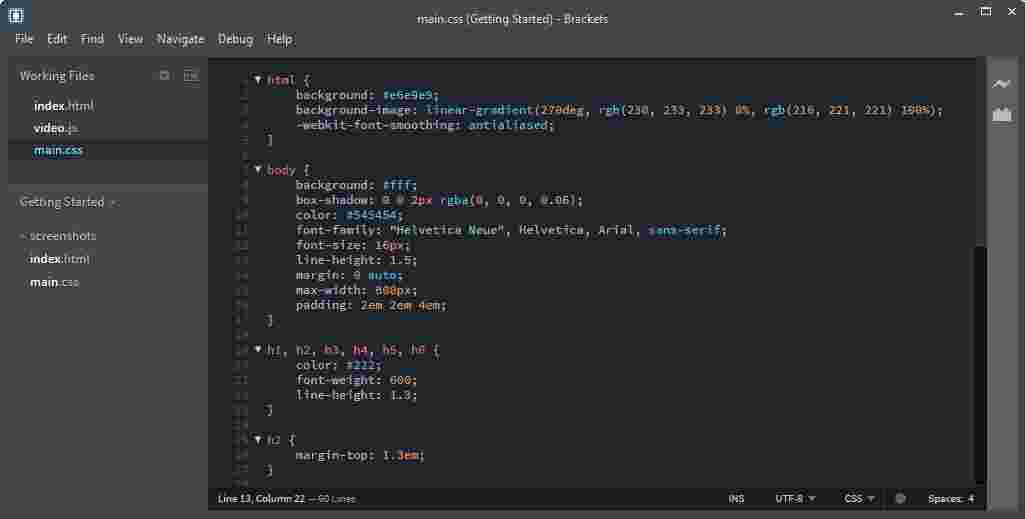 main.css (Getting Started) - Brackets
File Edit Find View Navigate Debug Help
Working Files
index.html
video.js
main.css
Getting Started
screenshots
index.html
main.css
html {
background: #e6e9e9;
background-image: linear-gradient(270deg, rgb(230, 233, 233) 0%, rgb(216, 221, 221) 100%);
-webkit-font-smoothing: antialiased;
}
body {
background: #fff;
box-shadow: 0 0 2px rgba(0, 0, 0, 0.06);
color: #545454;
font-family: "Helvetica Neue", Helvetica, Arial, sans-serif;
font-size: 16px;
line-height: 1.5;
margin: 0 auto;
max-width: 800px;
padding: 2em 2em 4em;
}
h1, h2, h3, h4, h5, h6 {
color: #222;
font-weight: 600;
line-height: 1.3;
}
h2 {
margin-top: 1.3em;
}
Line 13, Column 22 — 60 Lines INS UTF-8 CSS Spaces: 4